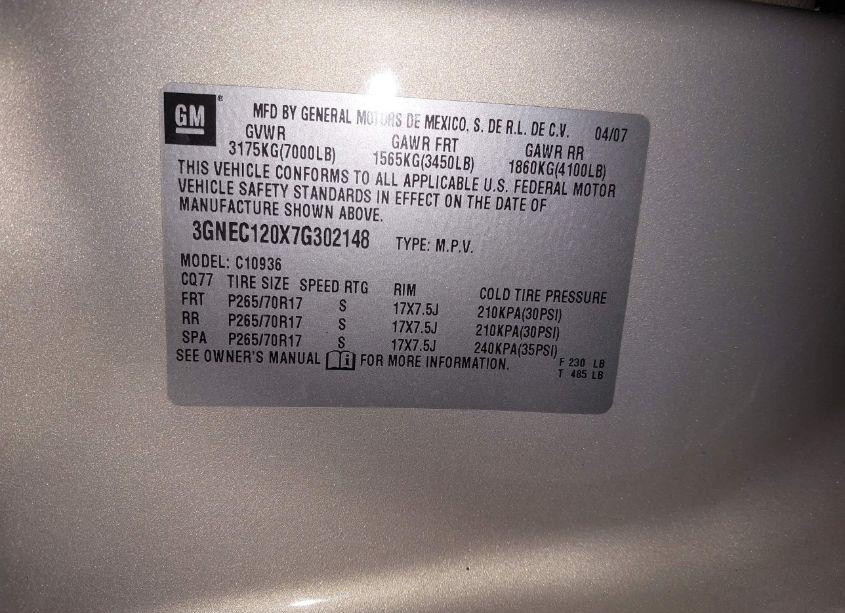 GM ® MFD BY GENERAL MOTORS DE MEXICO, S. DE R.L. DE C.V. 04/07
GVWR GAWR FRT GAWR RR
3175KG(7000LB) 1565KG(3450LB) 1860KG(4100LB)
THIS VEHICLE CONFORMS TO ALL APPLICABLE U.S. FEDERAL MOTOR
VEHICLE SAFETY STANDARDS IN EFFECT ON THE DATE OF
MANUFACTURE SHOWN ABOVE.
3GNEC120X7G302148 TYPE: M.P.V.
MODEL: C10936
CQ77 TIRE SIZE SPEED RTG RIM COLD TIRE PRESSURE
FRT P265/70R17 S 17X7.5J 210KPA(30PSI)
RR P265/70R17 S 17X7.5J 210KPA(30PSI)
SPA P265/70R17 S 17X7.5J 240KPA(35PSI)
SEE OWNER'S MANUAL FOR MORE INFORMATION. F 230 LB
T 485 LB